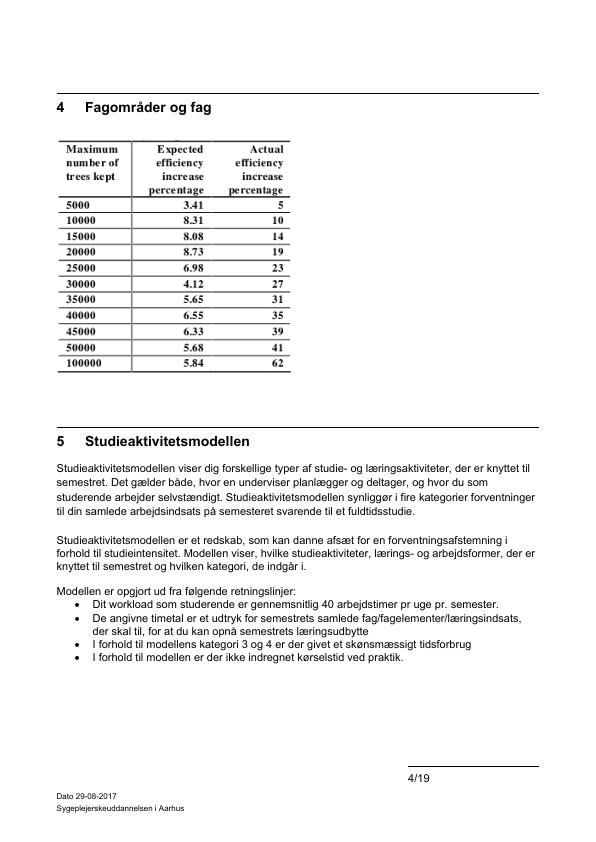 4 Fagområder og fag
Maximum number of trees kept Expected efficiency increase percentage Actual efficiency increase percentage
5000 3.41 5
10000 8.31 10
15000 8.08 14
20000 8.73 19
25000 6.98 23
30000 4.12 27
35000 5.65 31
40000 6.55 35
45000 6.33 39
50000 5.68 41
100000 5.84 62
5 Studieaktivitetsmodellen
Studieaktivitetsmodellen viser dig forskellige typer af studie- og læringsaktiviteter, der er knyttet til
semestret. Det gælder både, hvor en underviser planlægger og deltager, og hvor du som
studerende arbejder selvstændigt. Studieaktivitetsmodellen synliggør i fire kategorier forventninger
til din samlede arbejdsindsats på semesteret svarende til et fuldtidsstudie.
Studieaktivitetsmodellen er et redskab, som kan danne afsæt for en forventningsafstemning i
forhold til studieintensitet. Modellen viser, hvilke studieaktiviteter, lærings- og arbejdsformer, der er
knyttet til semestret og hvilken kategori, de indgår i.
Modellen er opgjort ud fra følgende retningslinjer:
• Dit workload som studerende er gennemsnitlig 40 arbejdstimer pr uge pr. semester.
• De angivne timetal er et udtryk for semestrets samlede fag/fagelementer/læringsindsats,
der skal til, for at du kan opnå semestrets læringsudbytte
• I forhold til modellens kategori 3 og 4 er der givet et skønsmæssigt tidsforbrug
• I forhold til modellen er der ikke indregnet kørselstid ved praktik.
4/19
Dato 29-08-2017
Sygeplejerskeuddannelsen i Aarhus